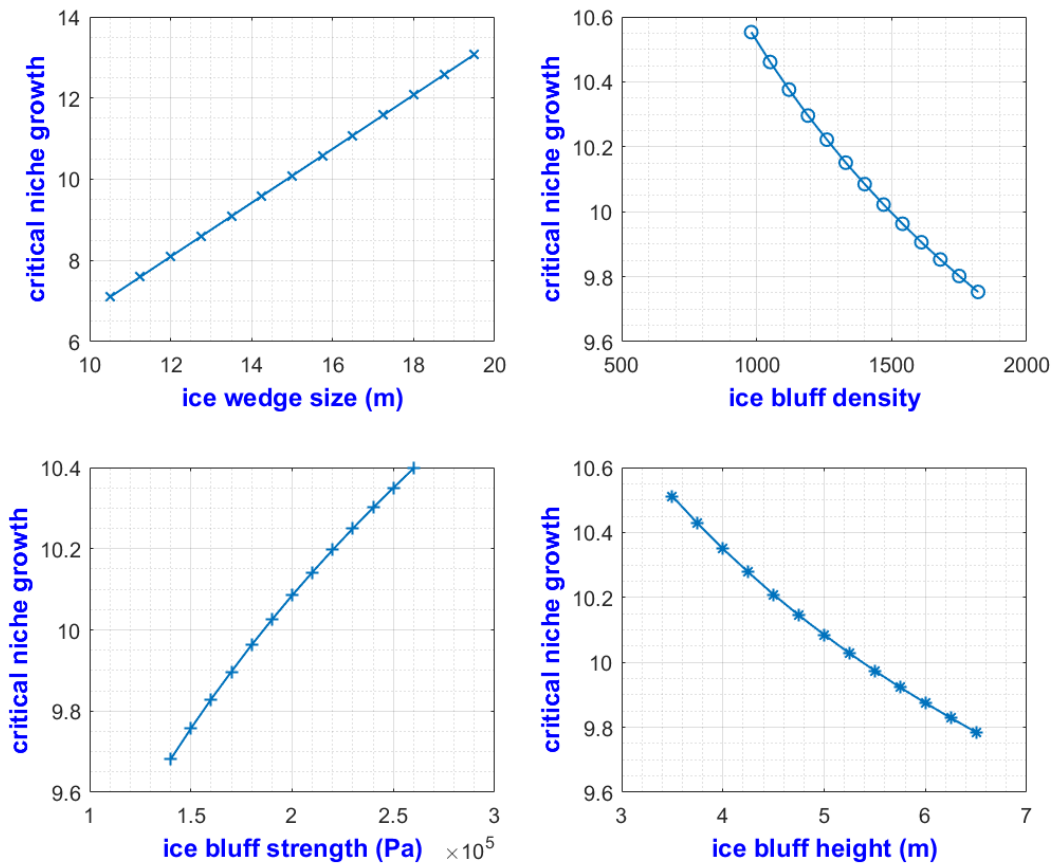 14
12
10
8
6
critical niche growth
10 12 14 16 18 20
ice wedge size (m)
10.6
10.4
10.2
10
9.8
9.6
critical niche growth
500 1000 1500 2000
ice bluff density
10.4
10.2
10
9.8
9.6
critical niche growth
1 1.5 2 2.5 3
ice bluff strength (Pa) ×10⁵
10.6
10.4
10.2
10
9.8
9.6
critical niche growth
3 4 5 6 7
ice bluff height (m)